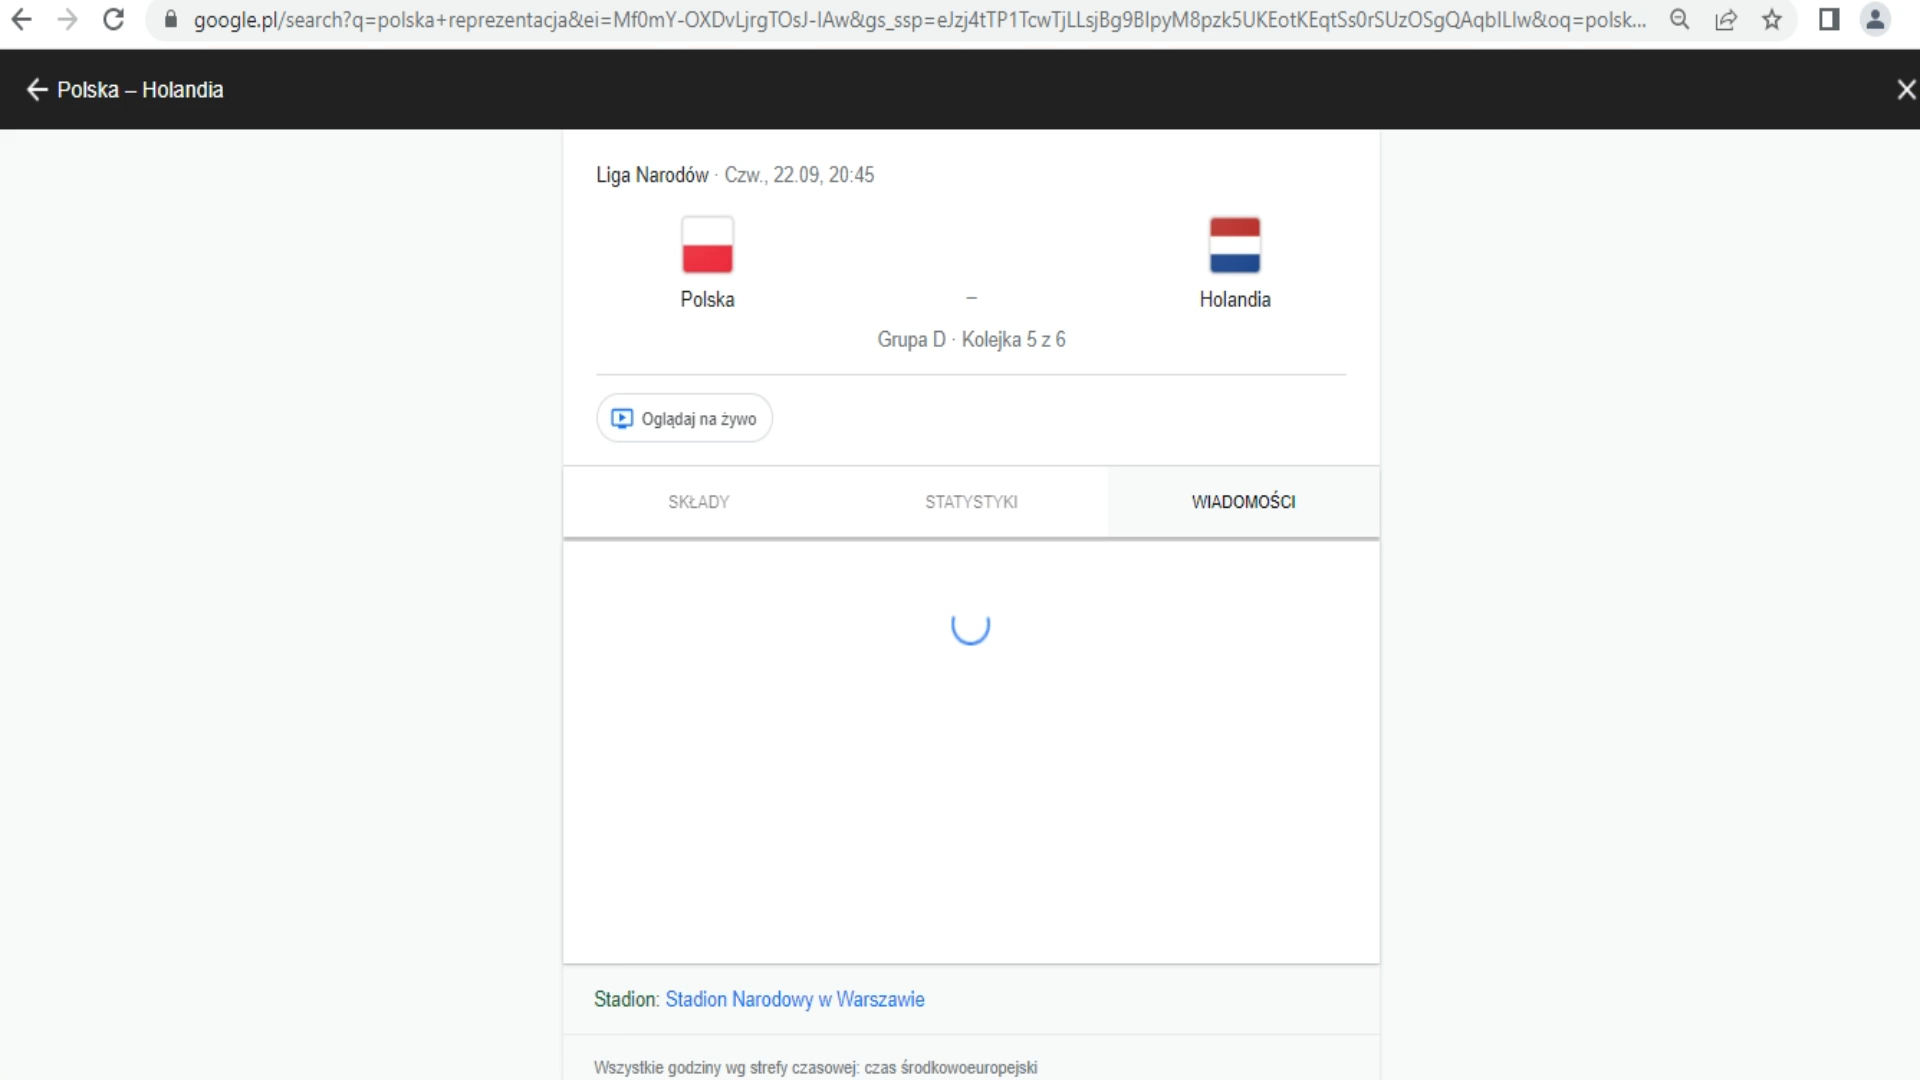 google.pl/search?q=polska+reprezentacja&ei=Mf0mY-OXDvLjrgTOsJ-IAw&gs_ssp=eJzj4tTP1TcwTjLLsjBg9BIpyM8pzk5UKEotKEqtSs0rSUzOSgQAqbILlw&oq=polsk...
Polska – Holandia
Liga Narodów · Czw., 22.09, 20:45
Polska
–
Holandia
Grupa D · Kolejka 5 z 6
Oglądaj na żywo
SKŁADY
STATYSTYKI
WIADOMOŚCI
Stadion: Stadion Narodowy w Warszawie
Wszystkie godziny wg strefy czasowej: czas środkowoeuropejski